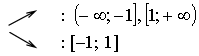 : (- ∞;-1],[1;+ ∞)
: [-1; 1]